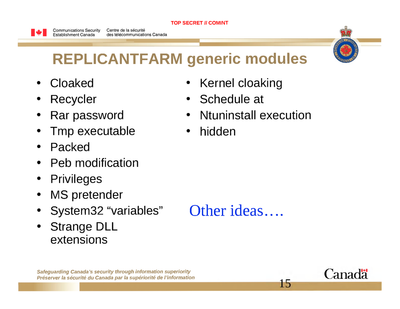 TOP SECRET // COMINT
Communications Security Establishment Canada
Centre de la sécurité des télécommunications Canada
REPLICANTFARM generic modules
• Cloaked
• Recycler
• Rar password
• Tmp executable
• Packed
• Peb modification
• Privileges
• MS pretender
• System32 “variables”
• Strange DLL
extensions
• Kernel cloaking
• Schedule at
• Ntuninstall execution
• hidden
Other ideas….
Safeguarding Canada's security through information superiority
Préserver la sécurité du Canada par la supériorité de l'information
15
Canada